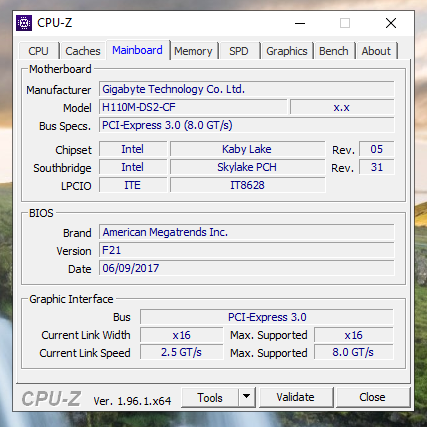 CPU-Z
CPU Caches Mainboard Memory SPD Graphics Bench About
Motherboard
Manufacturer Gigabyte Technology Co. Ltd.
Model H110M-DS2-CF x.x
Bus Specs. PCI-Express 3.0 (8.0 GT/s)
Chipset Intel Kaby Lake Rev. 05
Southbridge Intel Skylake PCH Rev. 31
LPCIO ITE IT8628
BIOS
Brand American Megatrends Inc.
Version F21
Date 06/09/2017
Graphic Interface
Bus PCI-Express 3.0
Current Link Width x16 Max. Supported x16
Current Link Speed 2.5 GT/s Max. Supported 8.0 GT/s
CPU-Z Ver. 1.96.1.x64 Tools Validate Close